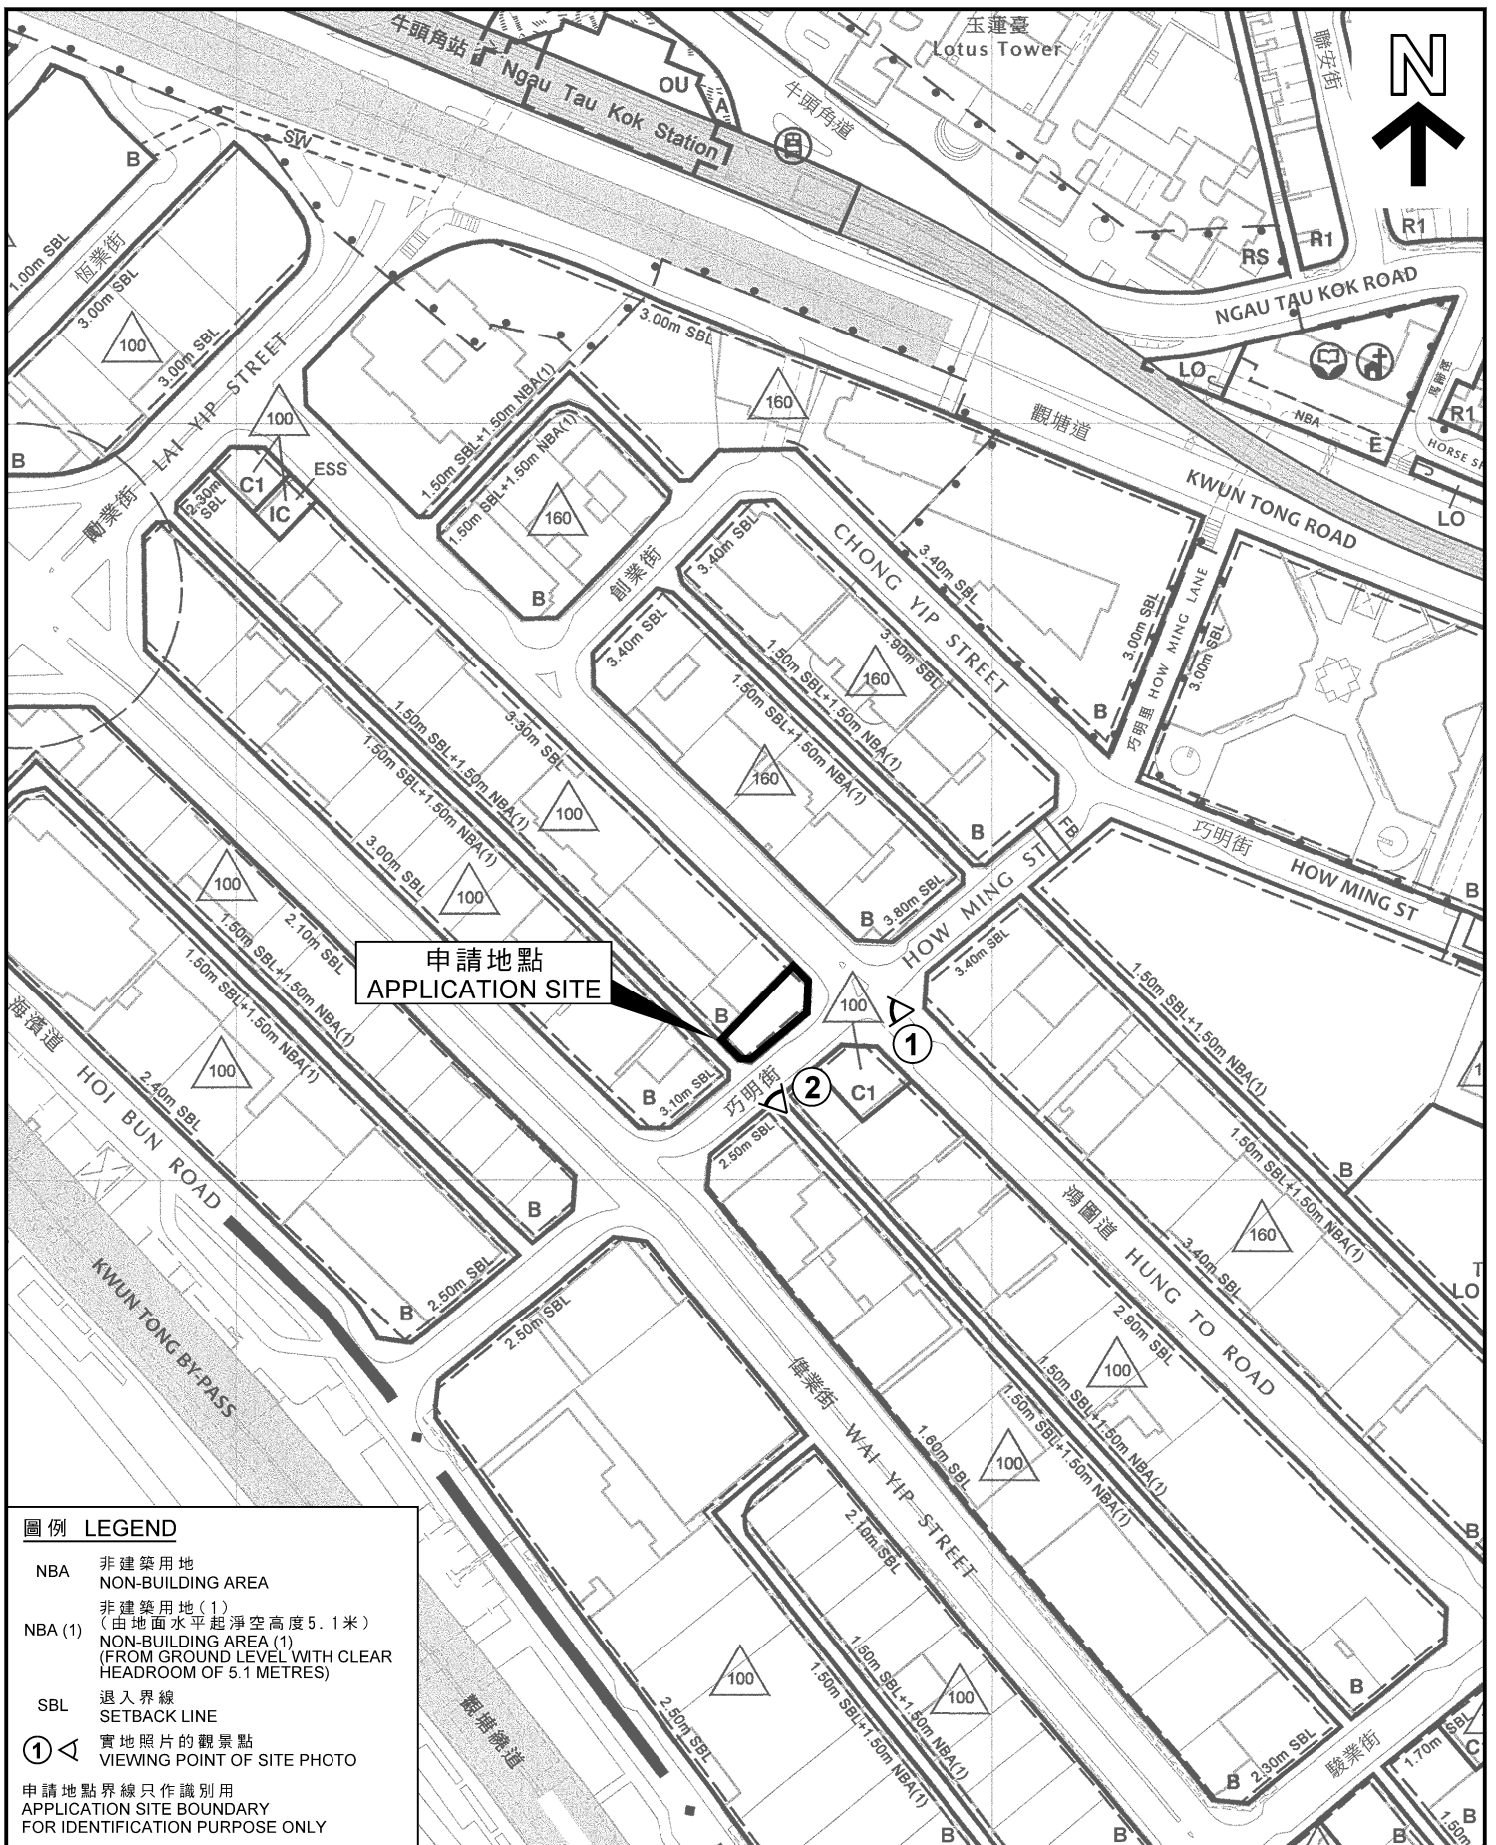 玉蓮臺
Lotus Tower
聯安街
N
牛頭角站
Ngau Tau Kok Station
OU
A
牛頭角道
B
SW
R1
R1
RS
NGAU TAU KOK ROAD
1.00m SBL
恆業街
3.00m SBL
100
3.00m SBL
LAI YIP STREET
勵業街
100
B
2.30m
SBL
C1
IC
ESS
3.00m SBL
1.50m SBL+1.50m NBA(1)
1.50m SBL+1.50m NBA(1)
160
B
160
觀塘道
KWUN TONG ROAD
LO
NBA
E
R1
LO
創業街
3.40m SBL
CHONG YIP STREET
3.40m SBL
3.00m SBL
巧明里 HOW MING LANE
3.00m SBL
B
3.40m SBL
3.90m SBL
160
1.50m SBL+1.50m NBA(1)
1.50m SBL+1.50m NBA(1)
160
B
B
3.80m SBL
FB
HOW MING ST
巧明街
HOW MING ST
B
1.50m SBL+1.50m NBA(1)
3.30m SBL
1.50m SBL+1.50m NBA(1)
100
3.00m SBL
100
100
2.10m SBL
1.50m SBL+1.50m NBA(1)
1.50m SBL+1.50m NBA(1)
100
申請地點
APPLICATION SITE
B
100
1
2
C1
巧明街
B
3.10m SBL
3.40m SBL
1.50m SBL+1.50m NBA(1)
1.50m SBL+1.50m NBA(1)
B
160
海濱道
HOI BUN ROAD
2.40m SBL
B
2.50m SBL
B
2.50m SBL
鴻圖道
HUNG TO ROAD
3.40m SBL
2.90m SBL
100
LO
KWUN TONG BY-PASS
2.50m SBL
偉業街
WAI YIP STREET
1.60m SBL
1.50m SBL+1.50m NBA(1)
1.50m SBL+1.50m NBA(1)
100
2.10m SBL
B
B
100
100
1.50m SBL+1.50m NBA(1)
1.50m SBL+1.50m NBA(1)
2.50m SBL
觀塘繞道
B
2.30m SBL
駿業街
1.70m SBL
C
B
B
B
B
圖例 LEGEND
NBA
非建築用地
NON-BUILDING AREA
NBA (1)
非建築用地(1)
(由地面水平起淨空高度5.1米)
NON-BUILDING AREA (1)
(FROM GROUND LEVEL WITH CLEAR
HEADROOM OF 5.1 METRES)
SBL
退入界線
SETBACK LINE
1
實地照片的觀景點
VIEWING POINT OF SITE PHOTO
申請地點界線只作識別用
APPLICATION SITE BOUNDARY
FOR IDENTIFICATION PURPOSE ONLY